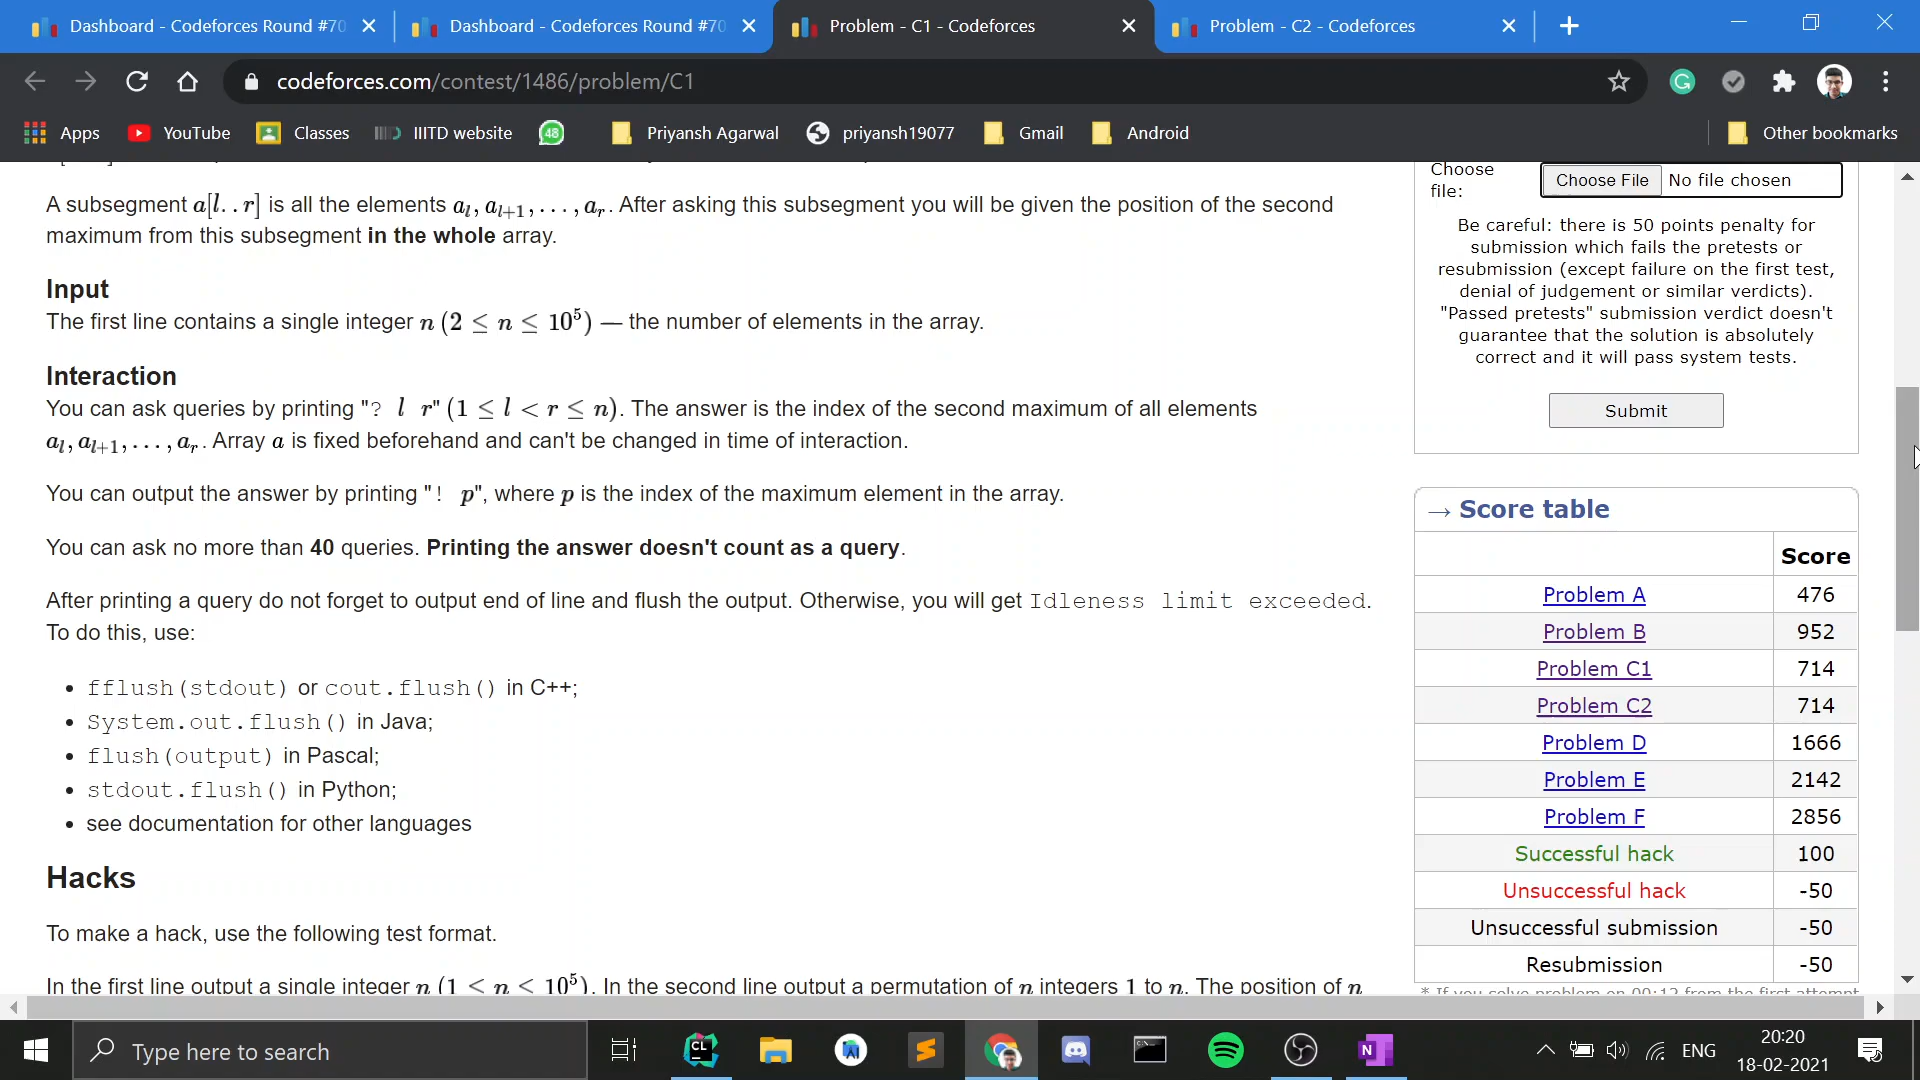 Dashboard - Codeforces Round #70
Dashboard - Codeforces Round #70
Problem - C1 - Codeforces
Problem - C2 - Codeforces
codeforces.com/contest/1486/problem/C1
Apps
YouTube
Classes
IIITD website
48
Priyansh Agarwal
priyansh19077
Gmail
Android
Other bookmarks
A subsegment a[l..r] is all the elements a_l, a_{l+1}, ..., a_r. After asking this subsegment you will be given the position of the second
maximum from this subsegment in the whole array.
Input
The first line contains a single integer n (2 ≤ n ≤ 10^5) — the number of elements in the array.
Interaction
You can ask queries by printing "? l r" (1 ≤ l < r ≤ n). The answer is the index of the second maximum of all elements
a_l, a_{l+1}, ..., a_r. Array a is fixed beforehand and can't be changed in time of interaction.
You can output the answer by printing "! p", where p is the index of the maximum element in the array.
You can ask no more than 40 queries. Printing the answer doesn't count as a query.
After printing a query do not forget to output end of line and flush the output. Otherwise, you will get Idleness limit exceeded.
To do this, use:
• fflush(stdout) or cout.flush() in C++;
• System.out.flush() in Java;
• flush(output) in Pascal;
• stdout.flush() in Python;
• see documentation for other languages
Hacks
To make a hack, use the following test format.
In the first line output a single integer n (1 ≤ n ≤ 10^5). In the second line output a permutation of n integers 1 to n. The position of n
Choose
file:
Choose File No file chosen
Be careful: there is 50 points penalty for
submission which fails the pretests or
resubmission (except failure on the first test,
denial of judgement or similar verdicts).
"Passed pretests" submission verdict doesn't
guarantee that the solution is absolutely
correct and it will pass system tests.
Submit
→ Score table
Score
Problem A 476
Problem B 952
Problem C1 714
Problem C2 714
Problem D 1666
Problem E 2142
Problem F 2856
Successful hack 100
Unsuccessful hack -50
Unsuccessful submission -50
Resubmission -50
* If you solve problem on 00:12 from the first attempt
Type here to search
CL
N
ENG
20:20
18-02-2021